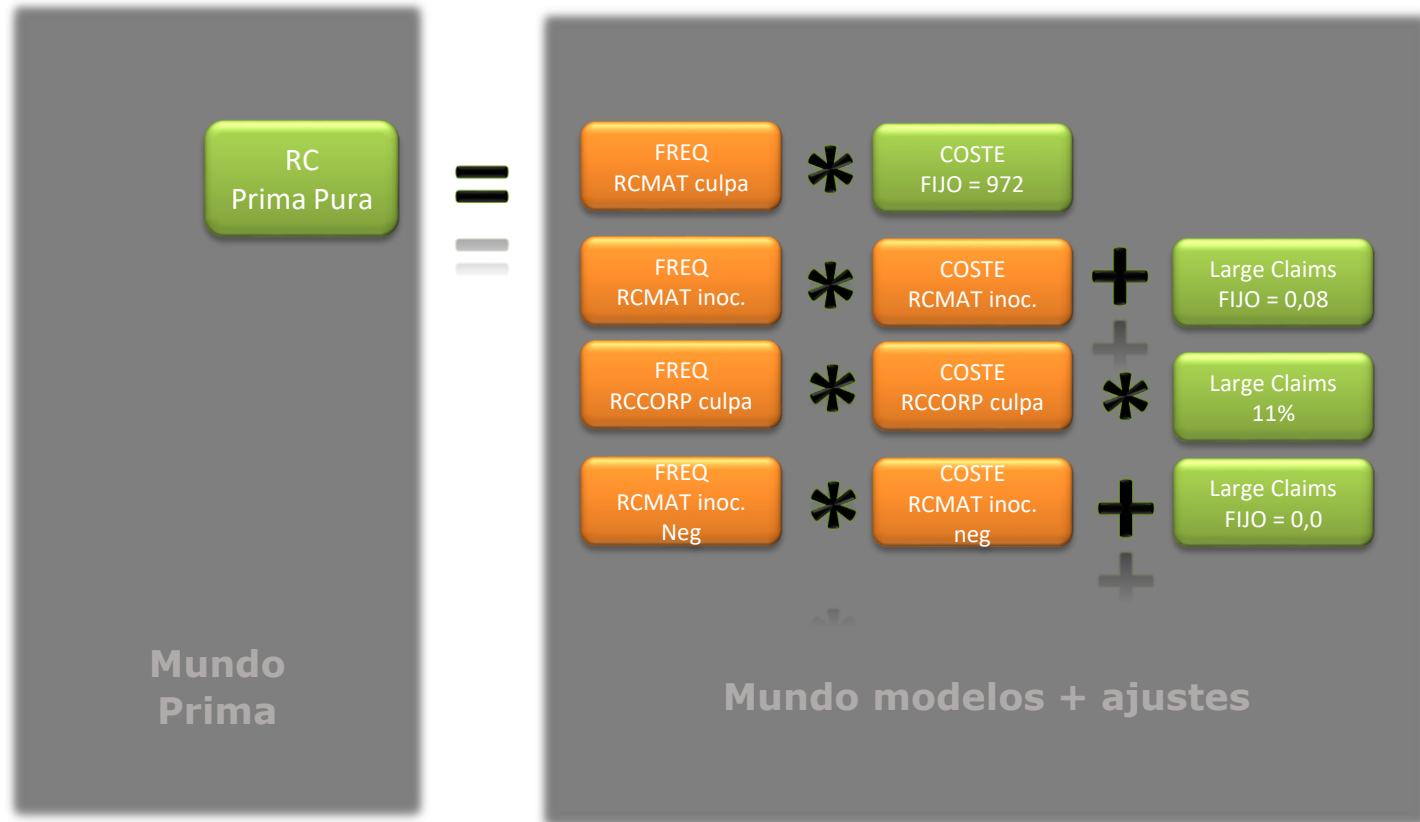 RC
Prima Pura
=
FREQ
RCMAT culpa
*
COSTE
FIJO = 972
FREQ
RCMAT inoc.
*
COSTE
RCMAT inoc.
+
Large Claims
FIJO = 0,08
FREQ
RCCORP culpa
*
COSTE
RCCORP culpa
*
Large Claims
11%
FREQ
RCMAT inoc.
Neg
*
COSTE
RCMAT inoc.
neg
+
Large Claims
FIJO = 0,0
Mundo
Prima
Mundo modelos + ajustes